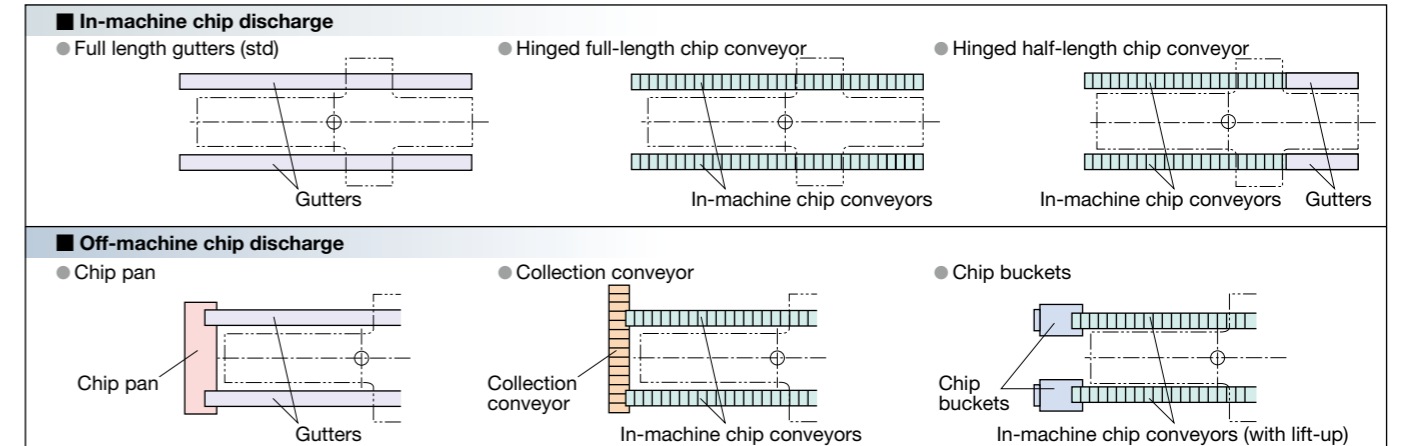 ■ In-machine chip discharge
● Full length gutters (std)
● Hinged full-length chip conveyor
● Hinged half-length chip conveyor
Gutters
In-machine chip conveyors
In-machine chip conveyors
Gutters
■ Off-machine chip discharge
● Chip pan
● Collection conveyor
● Chip buckets
Chip pan
Gutters
Collection
conveyor
In-machine chip conveyors
Chip
buckets
In-machine chip conveyors (with lift-up)